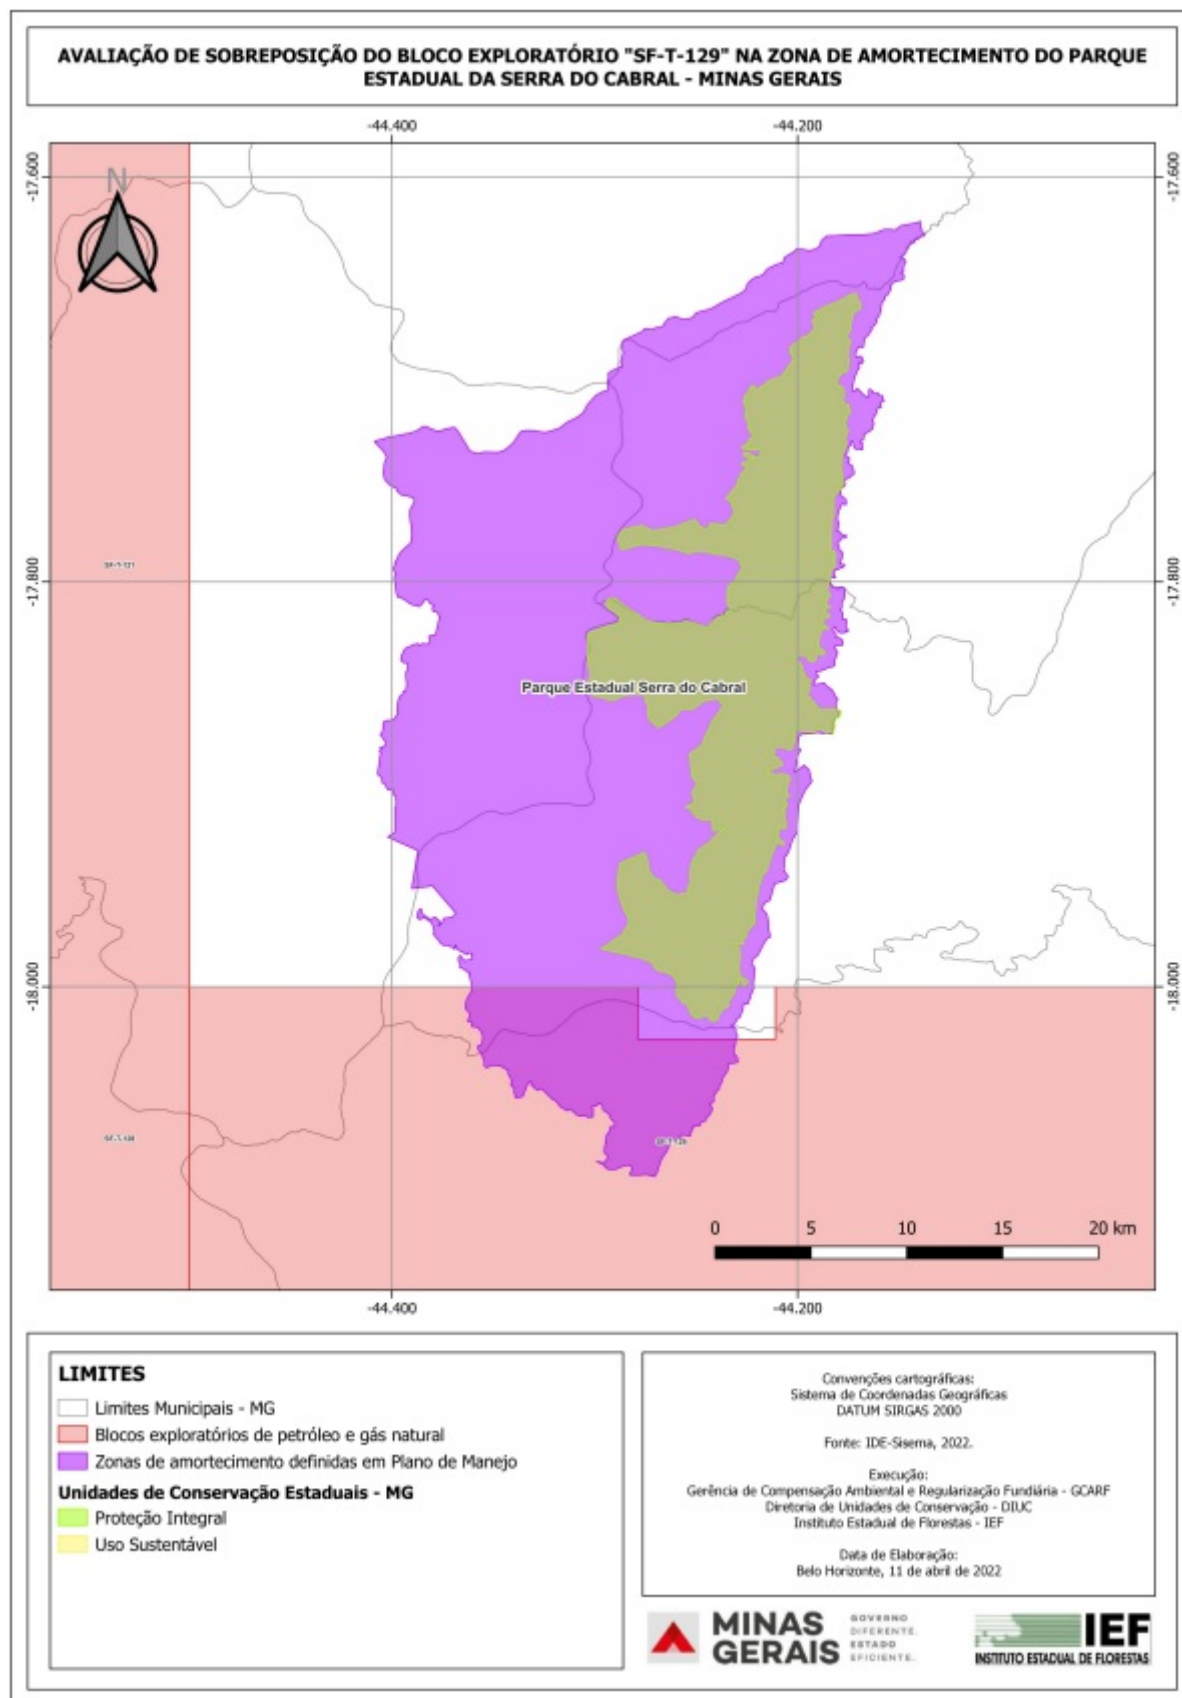 AVALIAÇÃO DE SOBREPOSIÇÃO DO BLOCO EXPLORATÓRIO "SF-T-129" NA ZONA DE AMORTECIMENTO DO PARQUE
ESTADUAL DA SERRA DO CABRAL - MINAS GERAIS
-44.400
-44.200
-17.600
-17.600
N
SF-T-121
-17.800
-17.800
Parque Estadual Serra do Cabral
-18.000
-18.000
SF-T-129
0 5 10 15 20 km
-44.400
-44.200
LIMITES
Limites Municipais - MG
Blocos exploratórios de petróleo e gás natural
Zonas de amortecimento definidas em Plano de Manejo
Unidades de Conservação Estaduais - MG
Proteção Integral
Uso Sustentável
Convenções cartográficas:
Sistema de Coordenadas Geográficas
DATUM SIRGAS 2000
Fonte: IDE-Sisema, 2022.
Execução:
Gerência de Compensação Ambiental e Regularização Fundiária - GCARF
Diretoria de Unidades de Conservação - DIUC
Instituto Estadual de Florestas - IEF
Data de Elaboração:
Belo Horizonte, 11 de abril de 2022
MINAS
GERAIS
GOVERNO
DIFERENTE.
ESTADO
EFICIENTE.
IEF
INSTITUTO ESTADUAL DE FLORESTAS